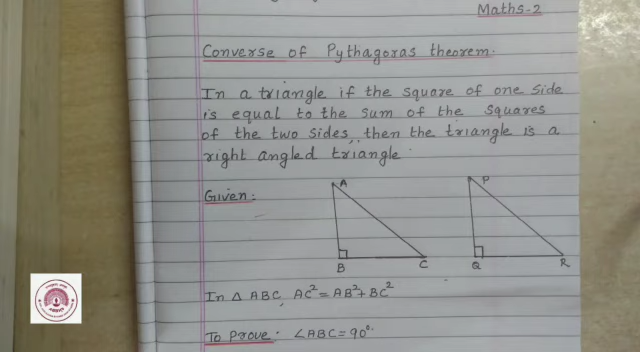 Maths-2
Converse of Pythagoras theorem.
In a triangle if the square of one side
is equal to the sum of the squares
of the two sides, then the triangle is a
right angled triangle.
Given:
A
P
B
C
Q
R
In △ ABC, AC² = AB² + BC²
To Prove: ∠ABC = 90°.